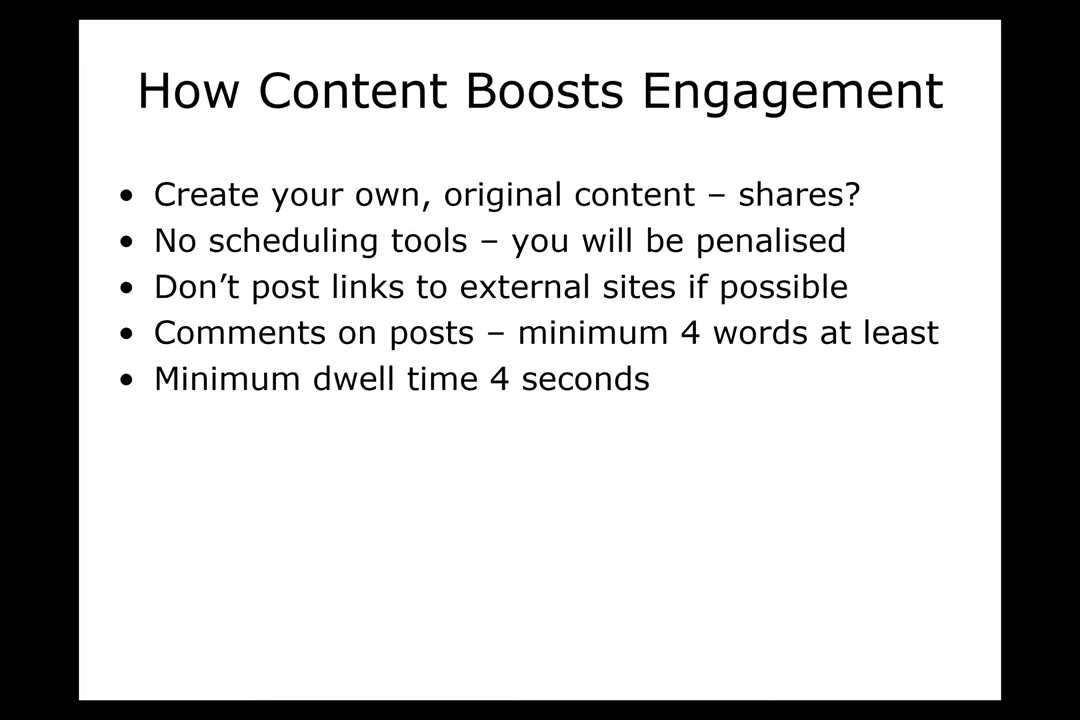 How Content Boosts Engagement
• Create your own, original content – shares?
• No scheduling tools – you will be penalised
• Don’t post links to external sites if possible
• Comments on posts – minimum 4 words at least
• Minimum dwell time 4 seconds